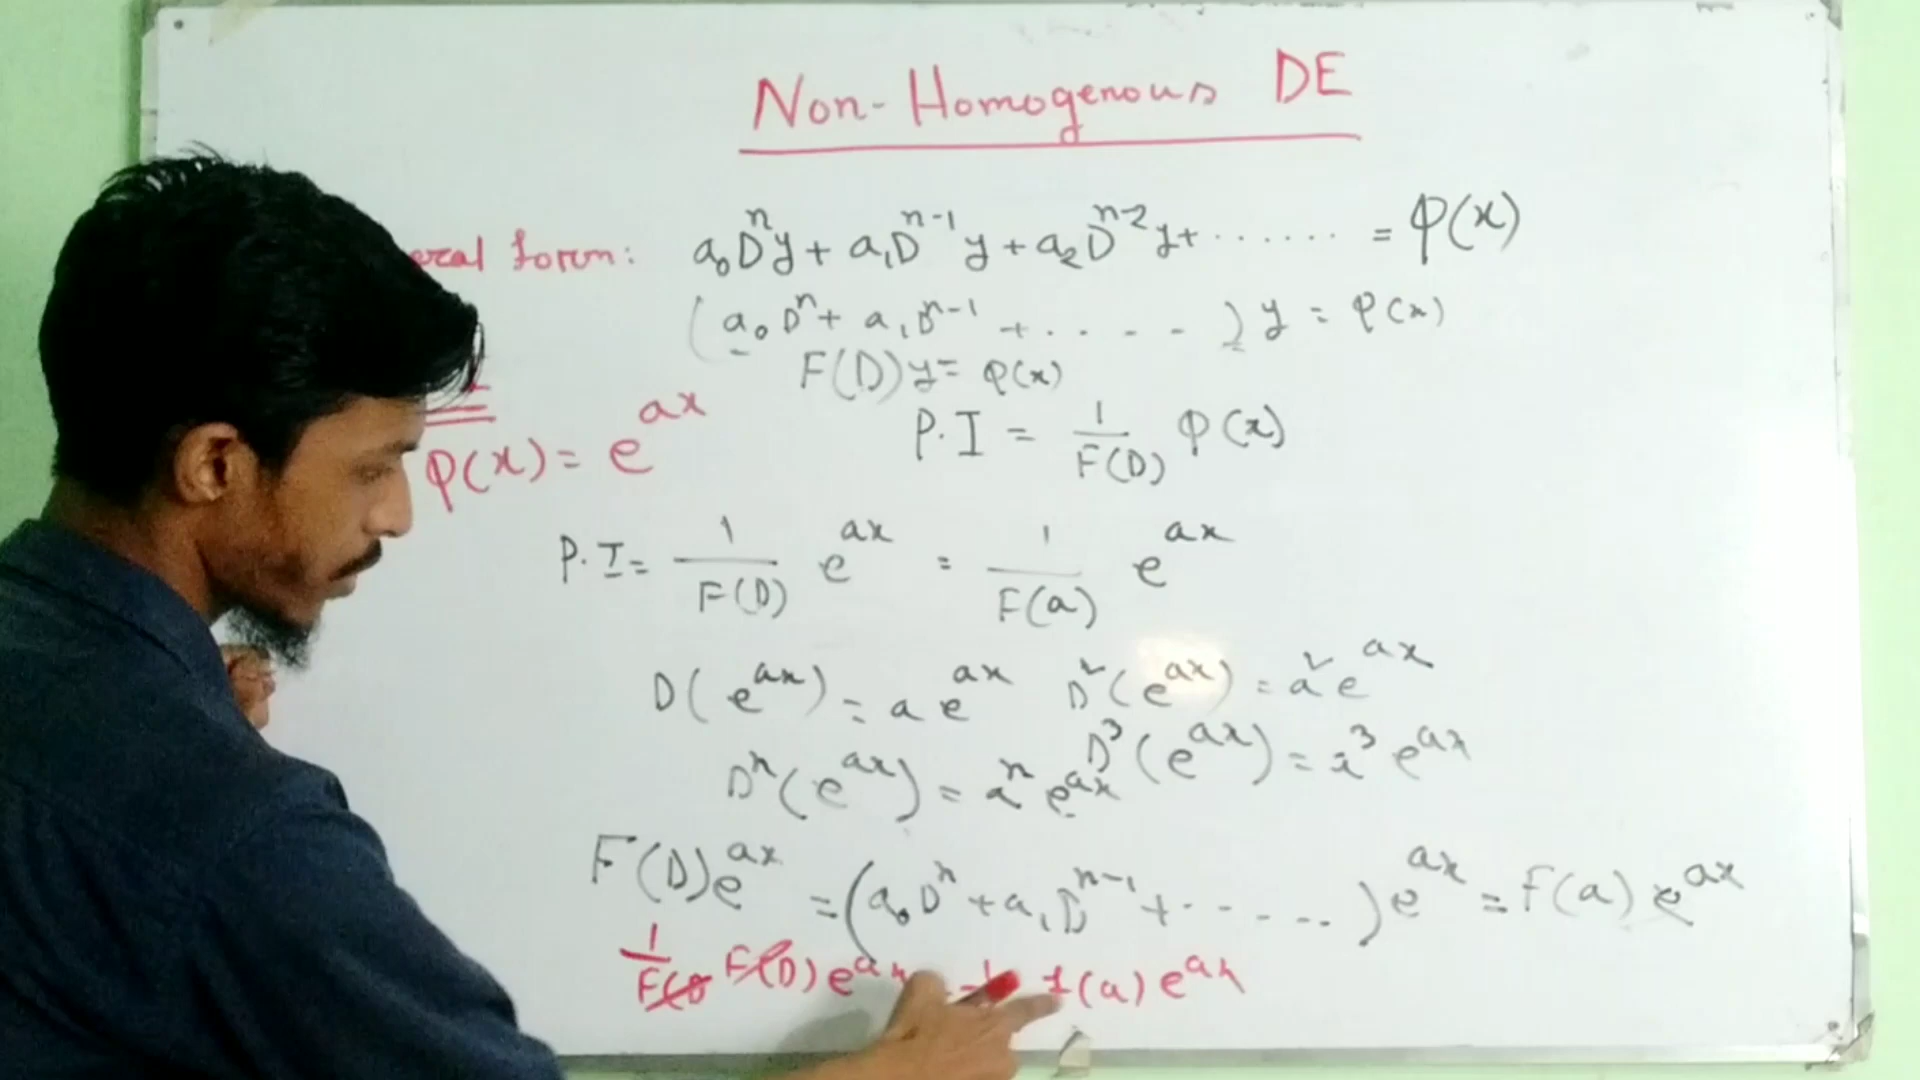 Non-Homogenous DE
eral form: a₀Dⁿy + a₁Dⁿ⁻¹y + a₂Dⁿ⁻²y + ...... = φ(x)
(a₀Dⁿ + a₁Dⁿ⁻¹ + .....) y = φ(x)
F(D)y = φ(x)
φ(x) = e^{ax}
P.I = 1/F(D) φ(x)
P.I = 1/F(D) e^{ax} = 1/F(a) e^{ax}
D(e^{ax}) = a e^{ax} D²(e^{ax}) = a² e^{ax}
D³(e^{ax}) = a³ e^{ax}
Dⁿ(e^{ax}) = aⁿ e^{ax}
F(D)e^{ax} = (a₀Dⁿ + a₁Dⁿ⁻¹ + ......) e^{ax} = F(a) e^{ax}
1/F(D) F(D) e^{ax} (a) e^{ax}